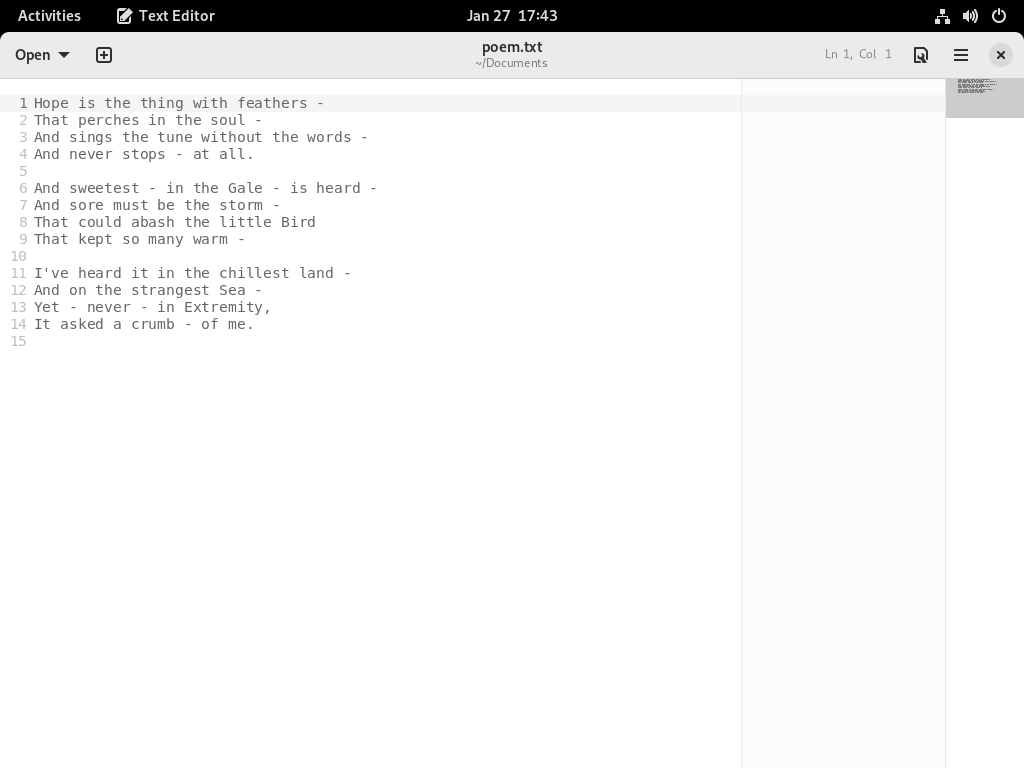 Activities Text Editor Jan 27 17:43
Open poem.txt Ln 1, Col 1
~/Documents
1 Hope is the thing with feathers -
2 That perches in the soul -
3 And sings the tune without the words -
4 And never stops - at all.
5
6 And sweetest - in the Gale - is heard -
7 And sore must be the storm -
8 That could abash the little Bird
9 That kept so many warm -
10
11 I've heard it in the chillest land -
12 And on the strangest Sea -
13 Yet - never - in Extremity,
14 It asked a crumb - of me.
15